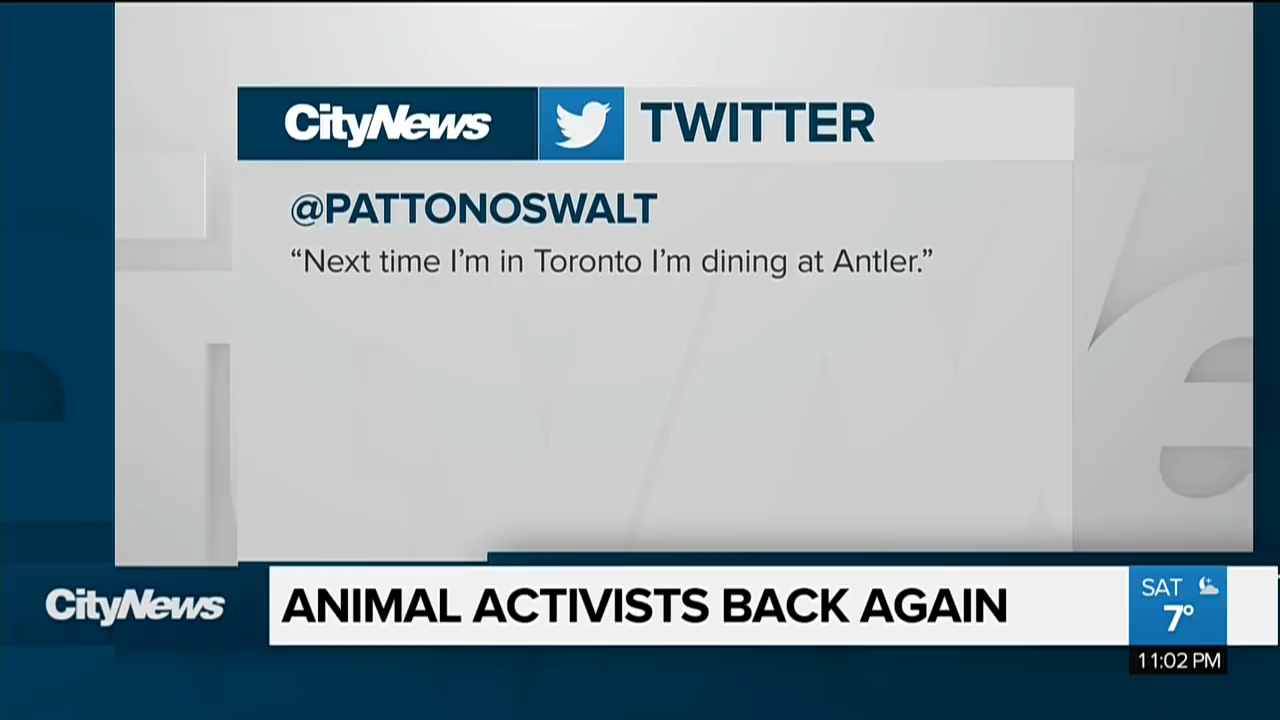 CityNews TWITTER
@PATTONOSWALT
“Next time I’m in Toronto I’m dining at Antler.”
CityNews ANIMAL ACTIVISTS BACK AGAIN
SAT
7°
11:02 PM